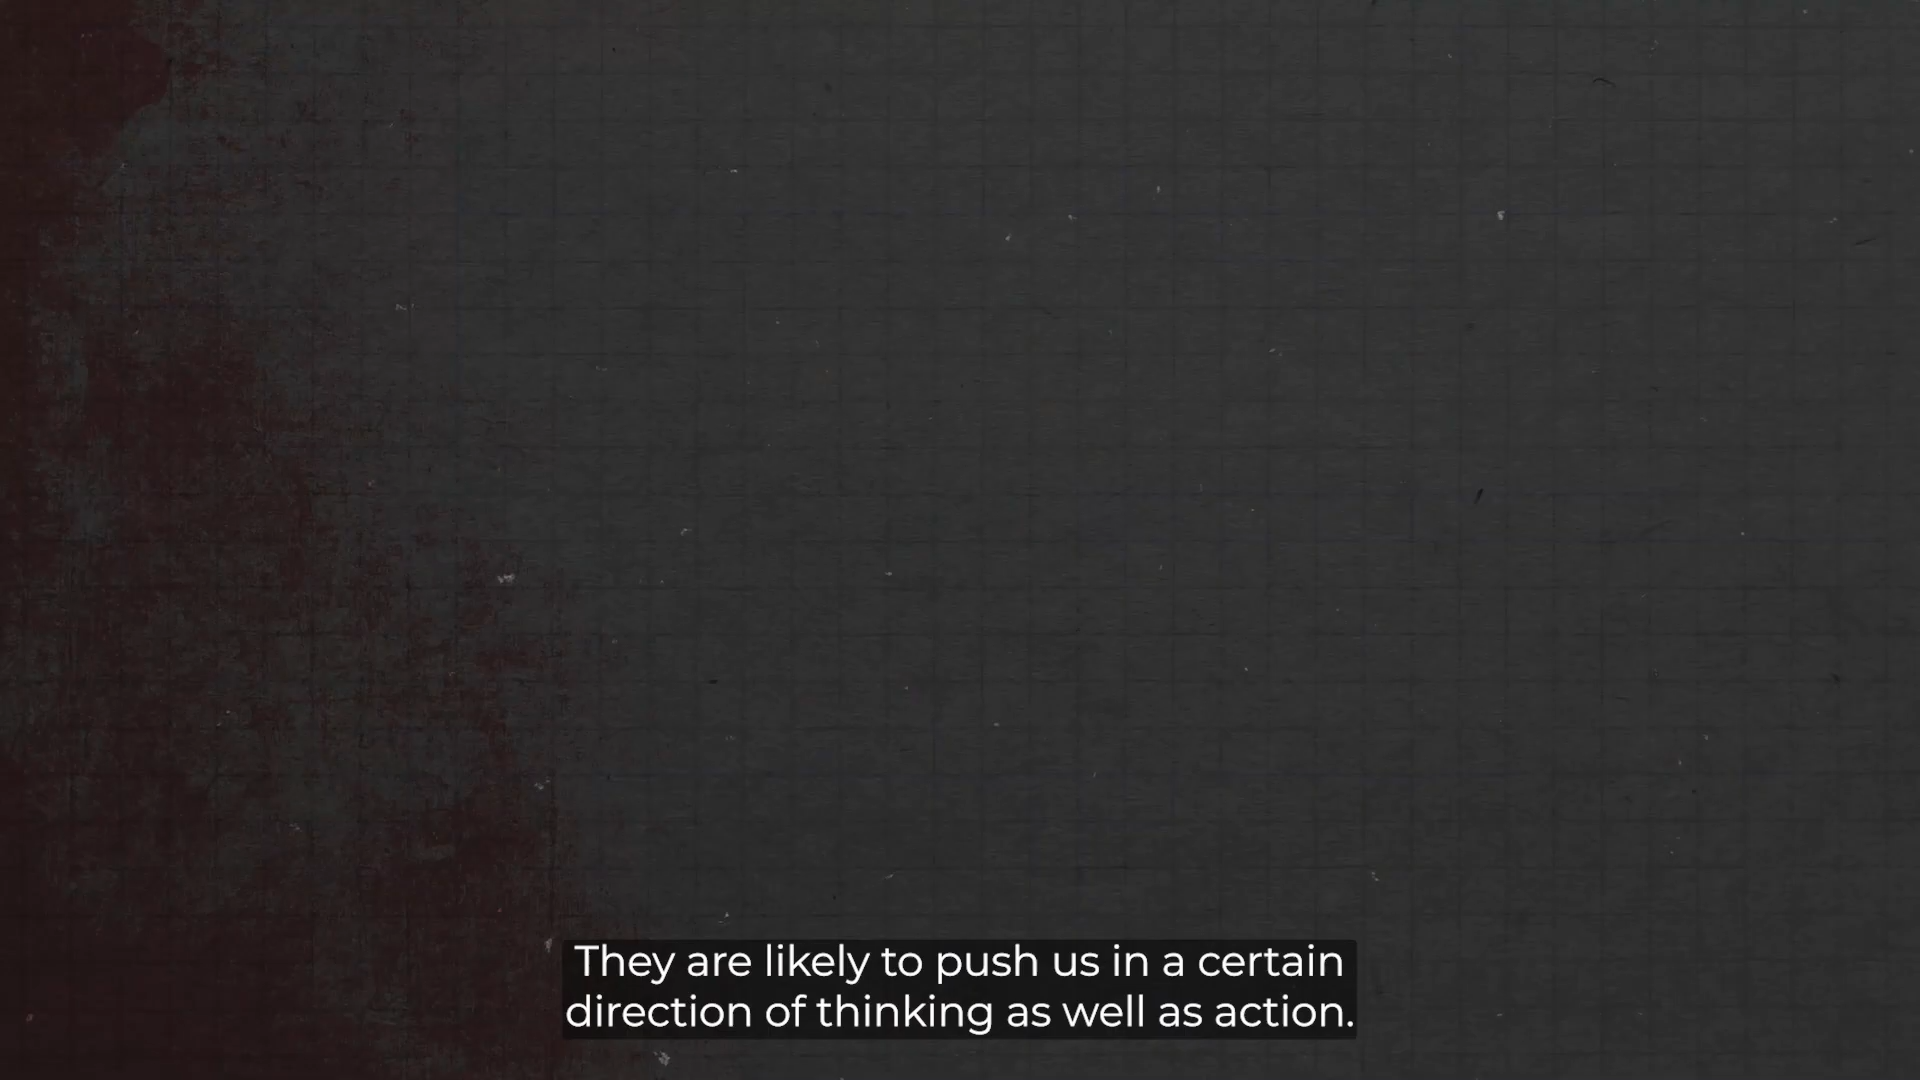 They are likely to push us in a certain
direction of thinking as well as action.